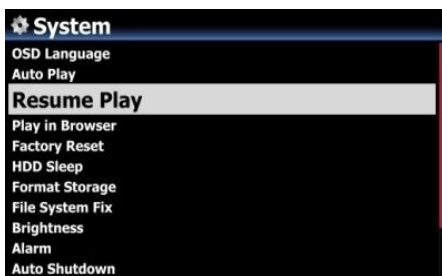 System
OSD Language
Auto Play
Resume Play
Play in Browser
Factory Reset
HDD Sleep
Format Storage
File System Fix
Brightness
Alarm
Auto Shutdown